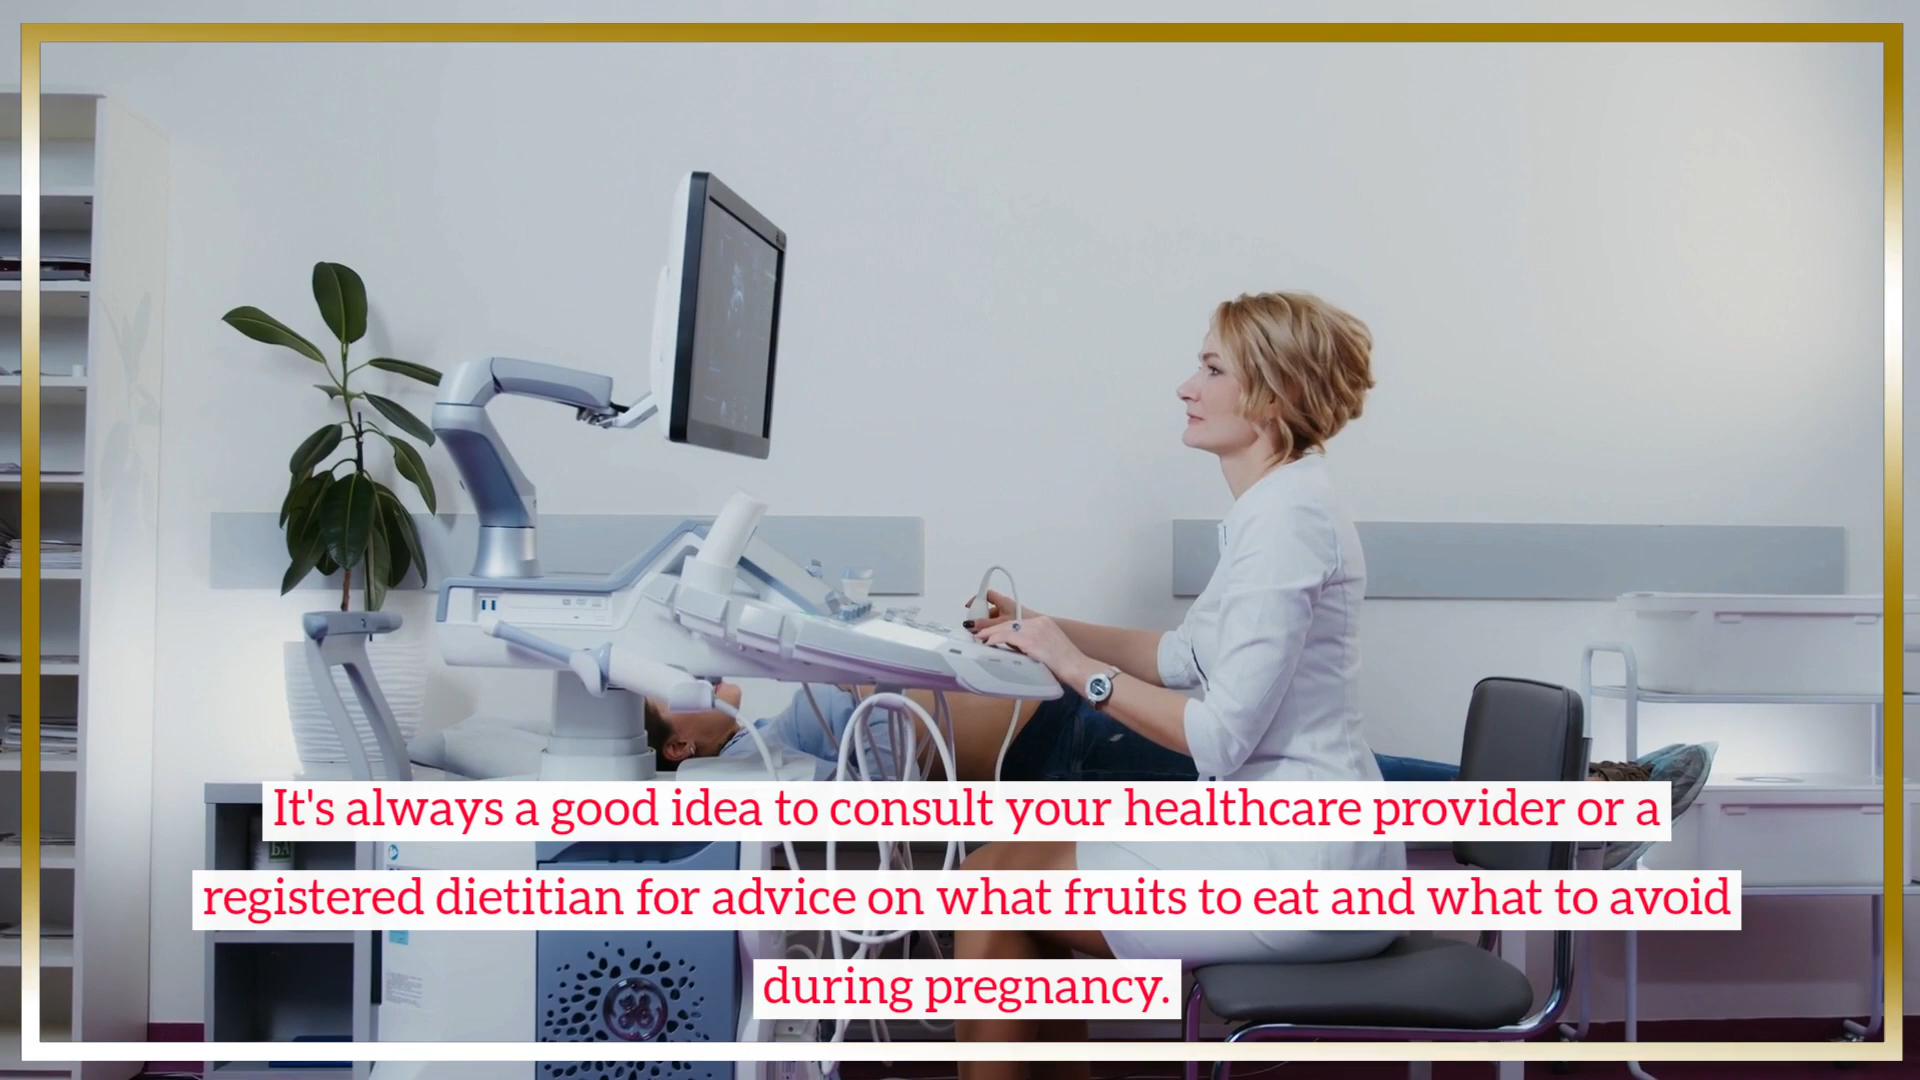 It's always a good idea to consult your healthcare provider or a
registered dietitian for advice on what fruits to eat and what to avoid
during pregnancy.